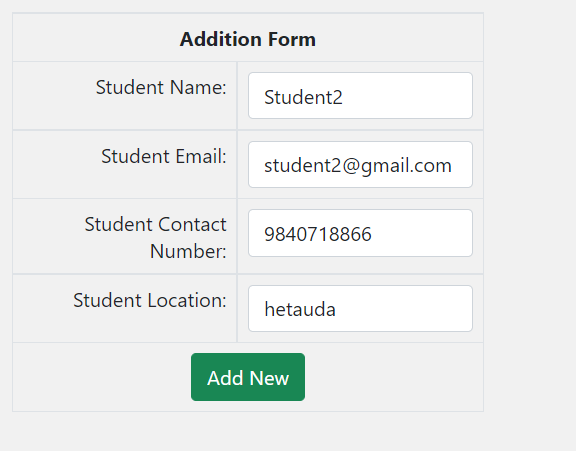 Addition Form
Student Name: Student2
Student Email: student2@gmail.com
Student Contact
Number: 9840718866
Student Location: hetauda
Add New